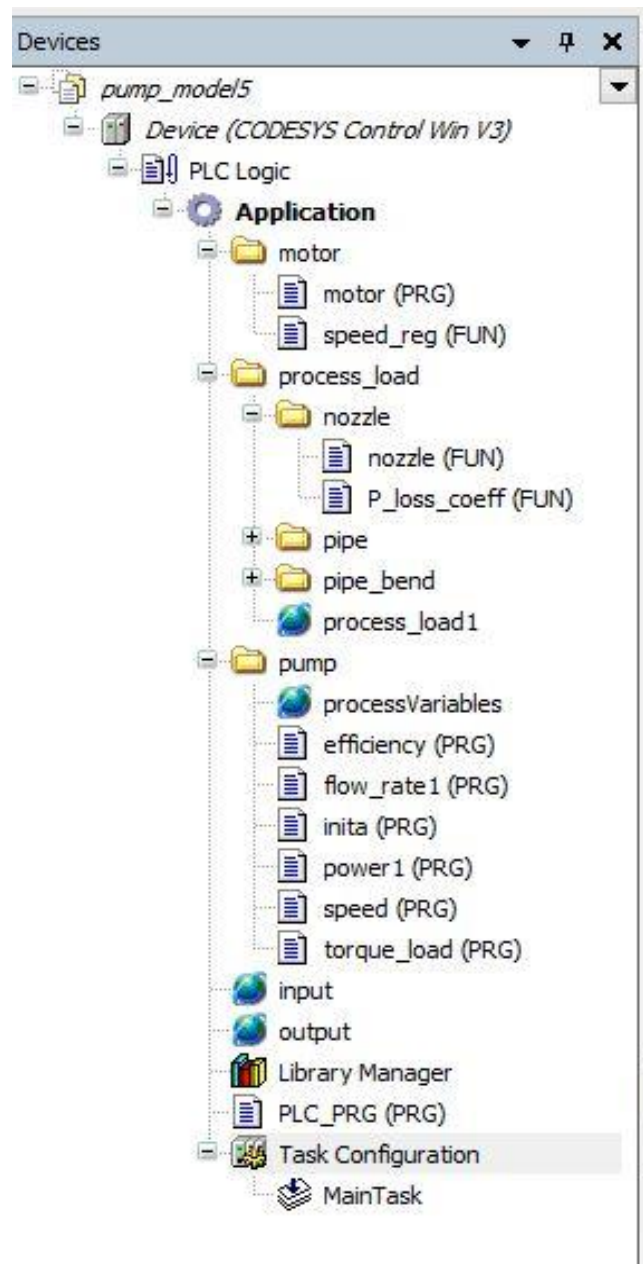 Devices
pump_model5
Device (CODESYS Control Win V3)
PLC Logic
Application
motor
motor (PRG)
speed_reg (FUN)
process_load
nozzle
nozzle (FUN)
P_loss_coeff (FUN)
pipe
pipe_bend
process_load1
pump
processVariables
efficiency (PRG)
flow_rate1 (PRG)
inita (PRG)
power1 (PRG)
speed (PRG)
torque_load (PRG)
input
output
Library Manager
PLC_PRG (PRG)
Task Configuration
MainTask